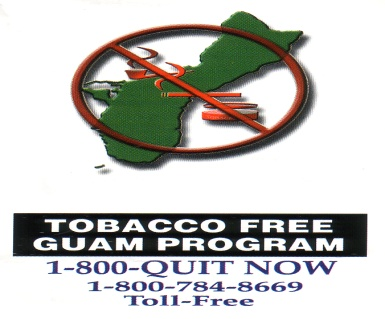 TOBACCO FREE
GUAM PROGRAM
1-800-QUIT NOW
1-800-784-8669
Toll-Free